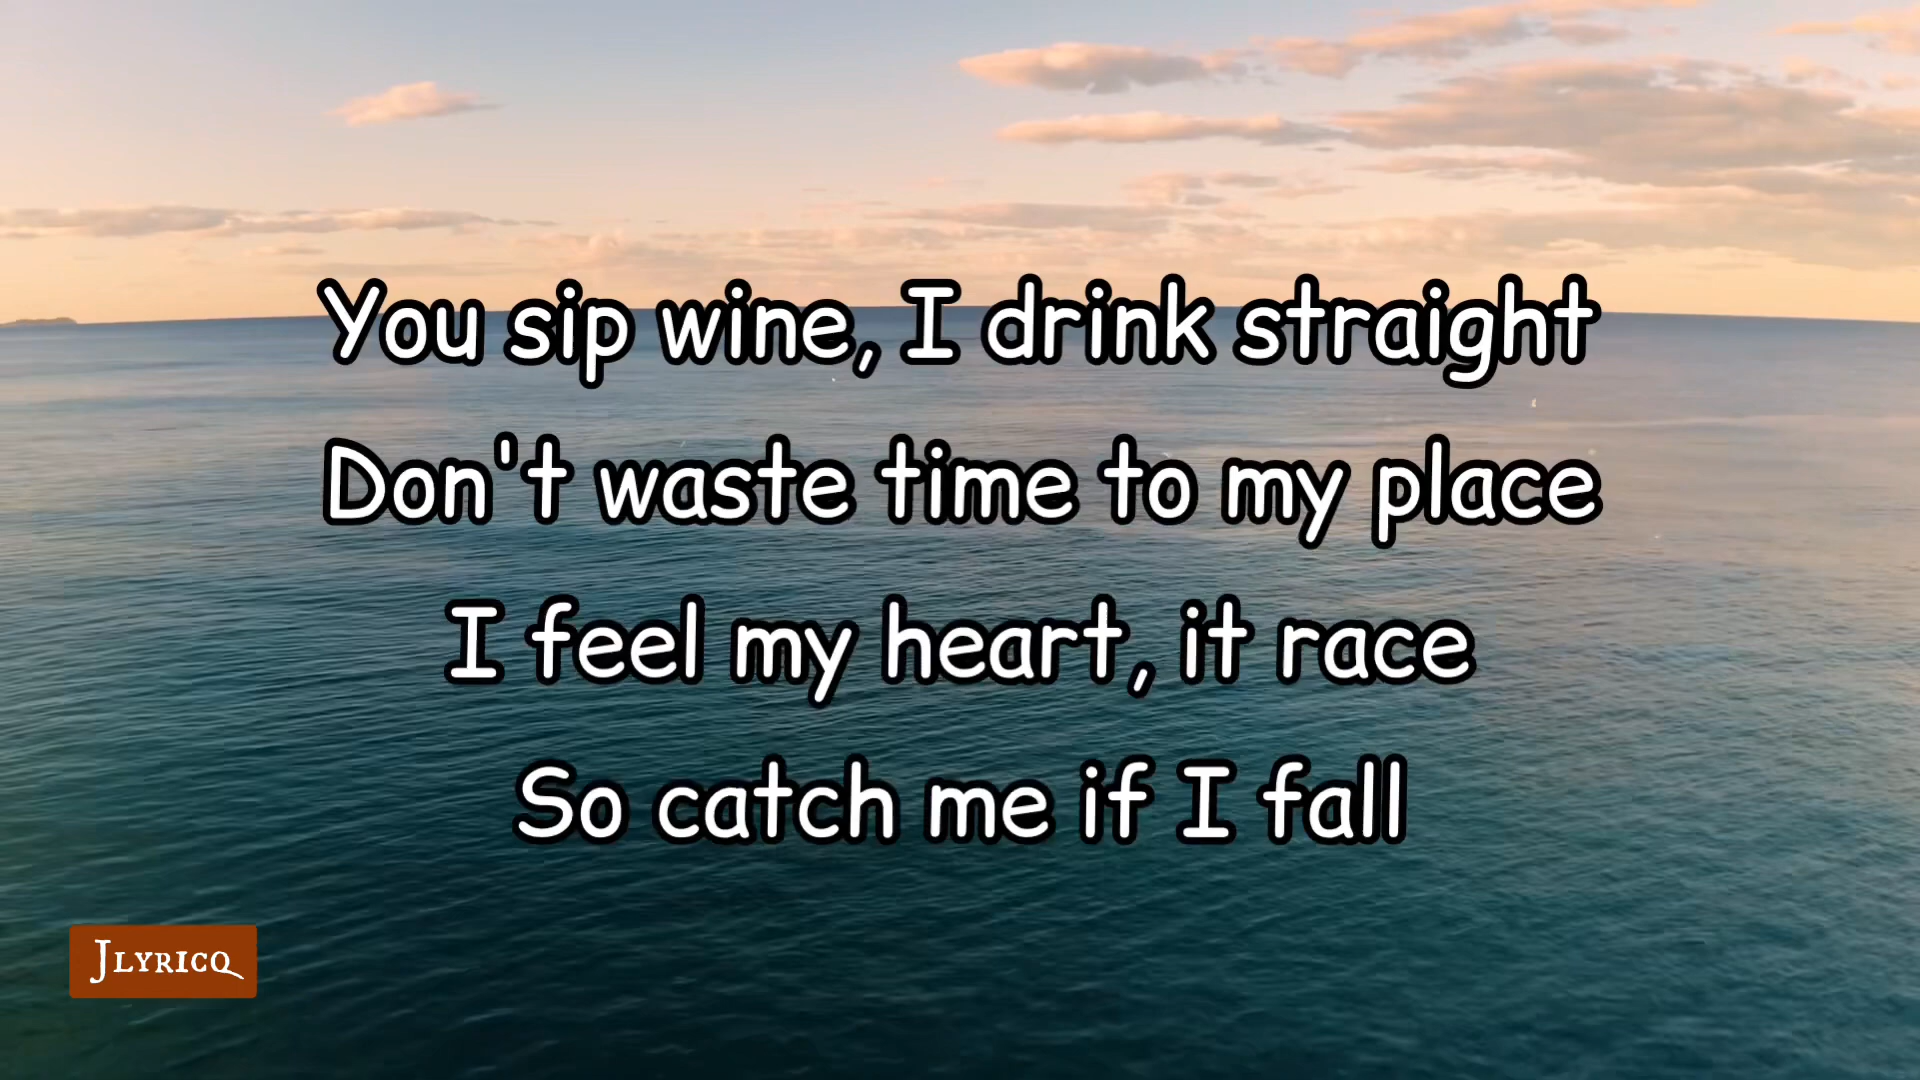 You sip wine, I drink straight
Don't waste time to my place
I feel my heart, it race
So catch me if I fall
JLYRICQ